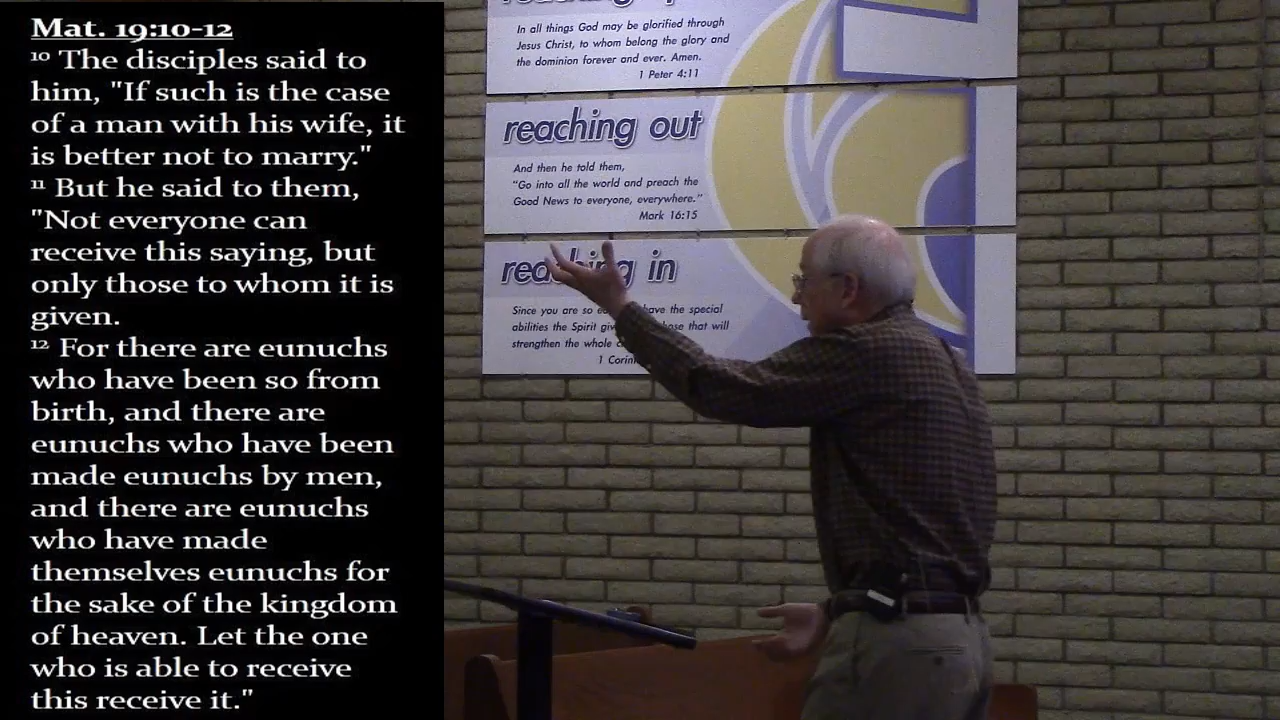 Mat. 19:10-12
10 The disciples said to
him, "If such is the case
of a man with his wife, it
is better not to marry."
11 But he said to them,
"Not everyone can
receive this saying, but
only those to whom it is
given.
12 For there are eunuchs
who have been so from
birth, and there are
eunuchs who have been
made eunuchs by men,
and there are eunuchs
who have made
themselves eunuchs for
the sake of the kingdom
of heaven. Let the one
who is able to receive
this receive it."
reaching
In all things God may be glorified through
Jesus Christ, to whom belong the glory and
the dominion forever and ever. Amen.
1 Peter 4:11
reaching out
And then he told them,
"Go into all the world and preach the
Good News to everyone, everywhere."
Mark 16:15
reaching in
Since you are so have the special
abilities the Spirit that will
strengthen the whole
1